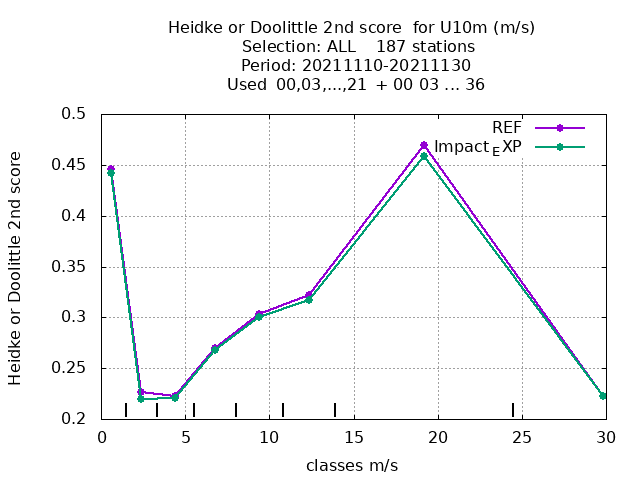 Heidke or Doolittle 2nd score  for U10m (m/s)
Selection: ALL    187 stations
Period: 20211110-20211130
Used  00,03,...,21  + 00 03 ... 36
REF
Impact_EXP
0.5
0.45
0.4
0.35
0.3
0.25
0.2
Heidke or Doolittle 2nd score
0 5 10 15 20 25 30
classes m/s